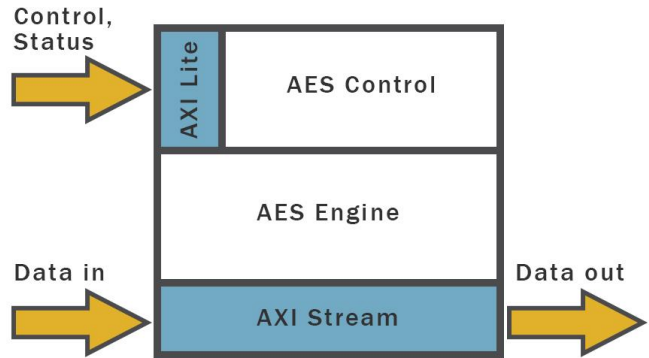 Control,
Status
AXI Lite
AES Control
AES Engine
Data in
AXI Stream
Data out